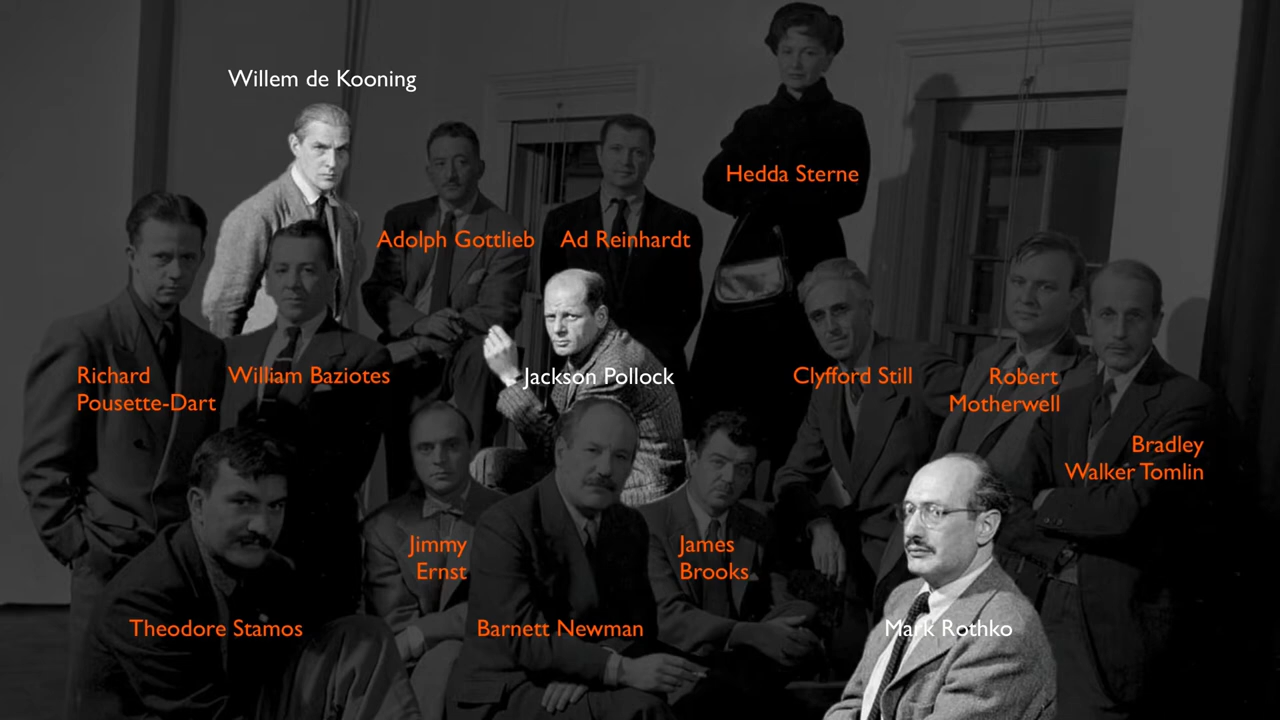 Willem de Kooning
Hedda Sterne
Adolph Gottlieb
Ad Reinhardt
Richard
Pousette-Dart
William Baziotes
Jackson Pollock
Clyfford Still
Robert
Motherwell
Bradley
Walker Tomlin
Jimmy
Ernst
James
Brooks
Theodore Stamos
Barnett Newman
Mark Rothko